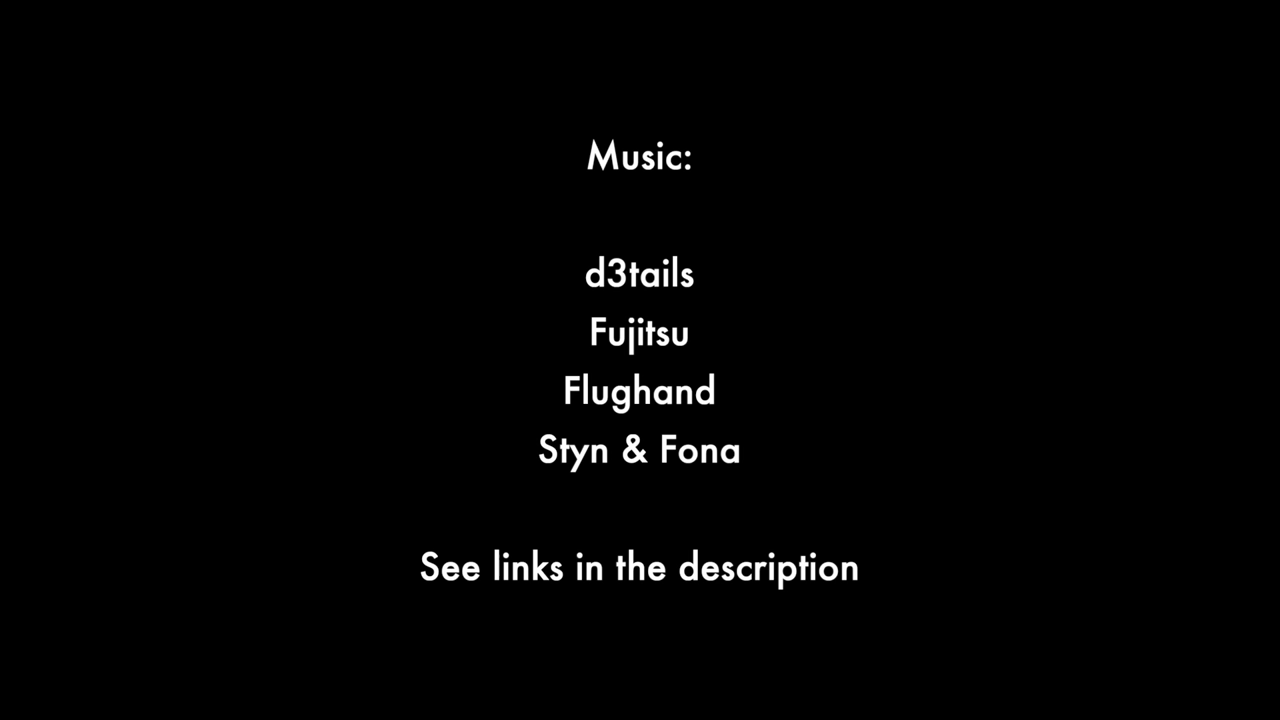 Music:
d3tails
Fujitsu
Flughand
Styn & Fona
See links in the description